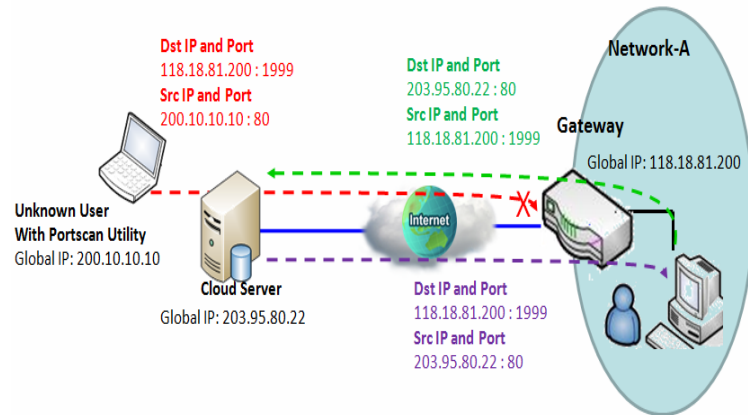 Dst IP and Port
118.18.81.200 : 1999
Src IP and Port
200.10.10.10 : 80
Dst IP and Port
203.95.80.22 : 80
Src IP and Port
118.18.81.200 : 1999
Network-A
Gateway
Global IP: 118.18.81.200
Unknown User
With Portscan Utility
Global IP: 200.10.10.10
Internet
Cloud Server
Global IP: 203.95.80.22
Dst IP and Port
118.18.81.200 : 1999
Src IP and Port
203.95.80.22 : 80